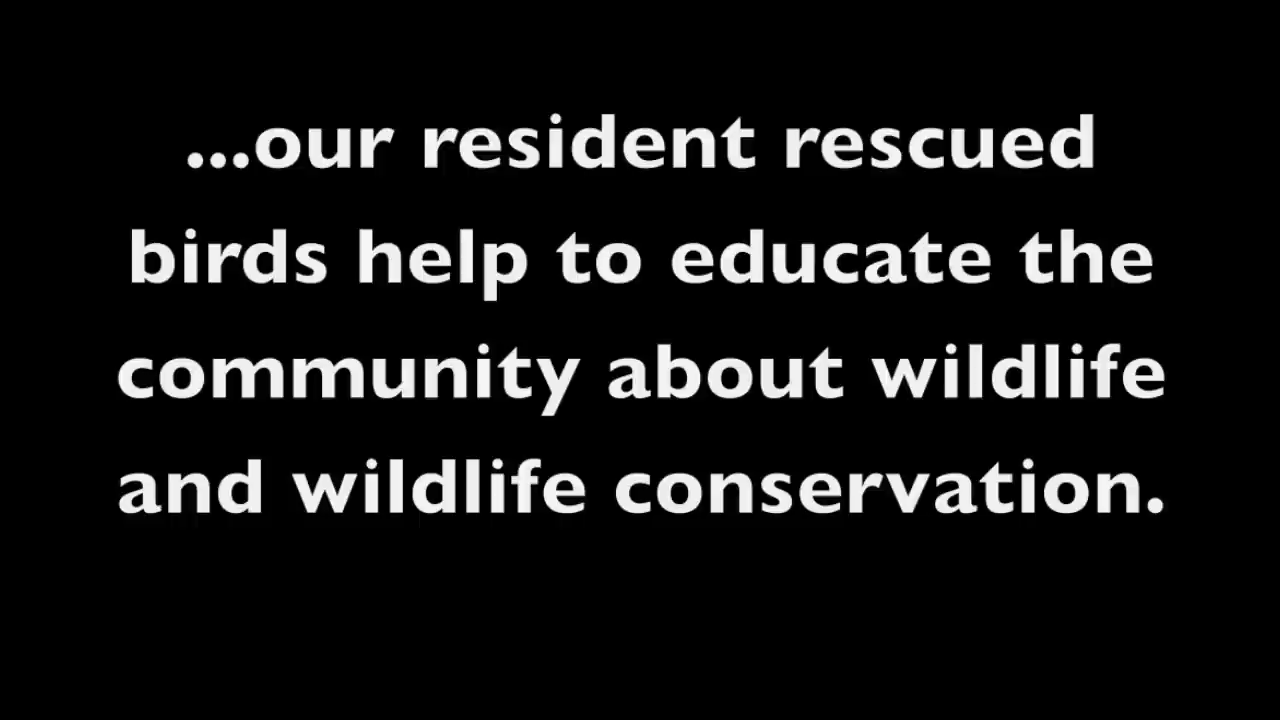 ...our resident rescued
birds help to educate the
community about wildlife
and wildlife conservation.